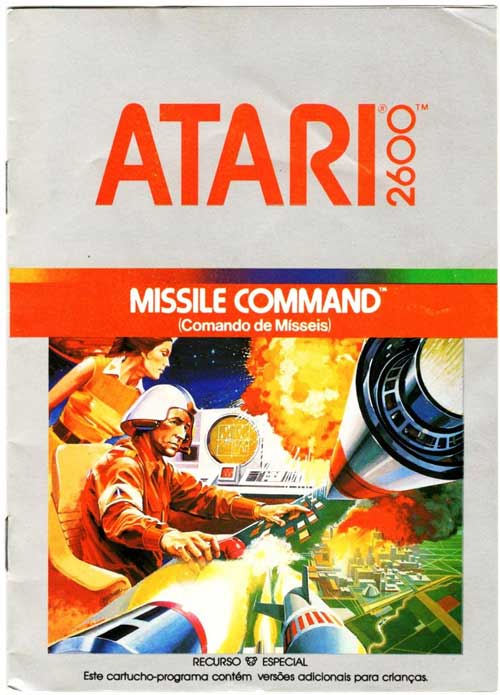 ATARI® 2600™
MISSILE COMMAND™
(Comando de Mísseis)
RECURSO ESPECIAL
Este cartucho-programa contém versões adicionais para crianças.